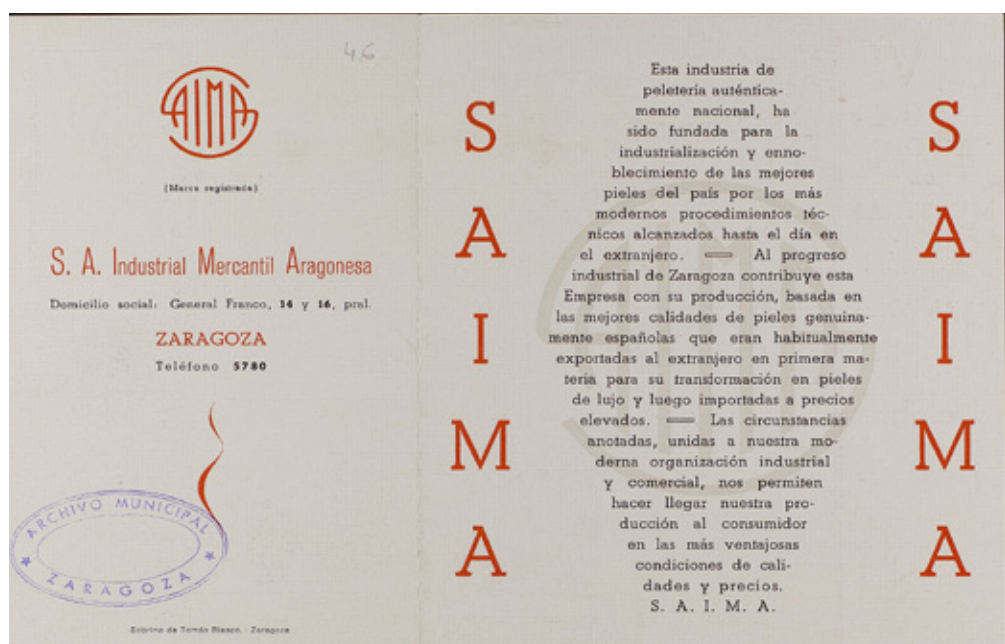 46
SAIMA
(Marca registrada)
S. A. Industrial Mercantil Aragonesa
Domicilio social: General Franco, 14 y 16, pral.
ZARAGOZA
Teléfono 5780
ARCHIVO MUNICIPAL
★ ZARAGOZA ★
Sobrino de Tomás Blasco. - Zaragoza
S
A
I
M
A
Esta industria de
peletería auténtica-
mente nacional, ha
sido fundada para la
industrialización y enno-
blecimiento de las mejores
pieles del país por los más
modernos procedimientos téc-
nicos alcanzados hasta el día en
el extranjero. — Al progreso
industrial de Zaragoza contribuye esta
Empresa con su producción, basada en
las mejores calidades de pieles genuina-
mente españolas que eran habitualmente
exportadas al extranjero en primera ma-
teria para su transformación en pieles
de lujo y luego importadas a precios
elevados. — Las circunstancias
anotadas, unidas a nuestra mo-
derna organización industrial
y comercial, nos permiten
hacer llegar nuestra pro-
ducción al consumidor
en las más ventajosas
condiciones de cali-
dades y precios.
S. A. I. M. A.
SAIMA
S
A
I
M
A